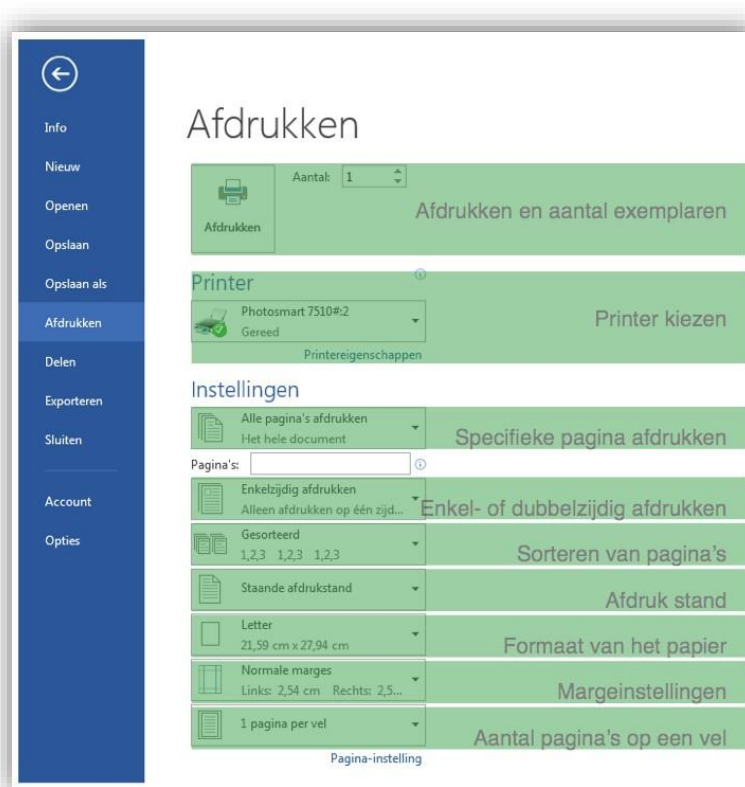 Info
Nieuw
Openen
Opslaan
Opslaan als
Afdrukken
Delen
Exporteren
Sluiten
Account
Opties
Afdrukken
Aantal: 1
Afdrukken
Afdrukken en aantal exemplaren
Printer
Photosmart 7510#:2
Gereed
Printer kiezen
Printereigenschappen
Instellingen
Alle pagina's afdrukken
Het hele document
Specifieke pagina afdrukken
Pagina's:
Enkelzijdig afdrukken
Alleen afdrukken op één zijd...
Enkel- of dubbelzijdig afdrukken
Gesorteerd
1,2,3 1,2,3 1,2,3
Sorteren van pagina's
Staande afdrukstand
Afdruk stand
Letter
21,59 cm x 27,94 cm
Formaat van het papier
Normale marges
Links: 2,54 cm Rechts: 2,5...
Margeinstellingen
1 pagina per vel
Aantal pagina's op een vel
Pagina-instelling